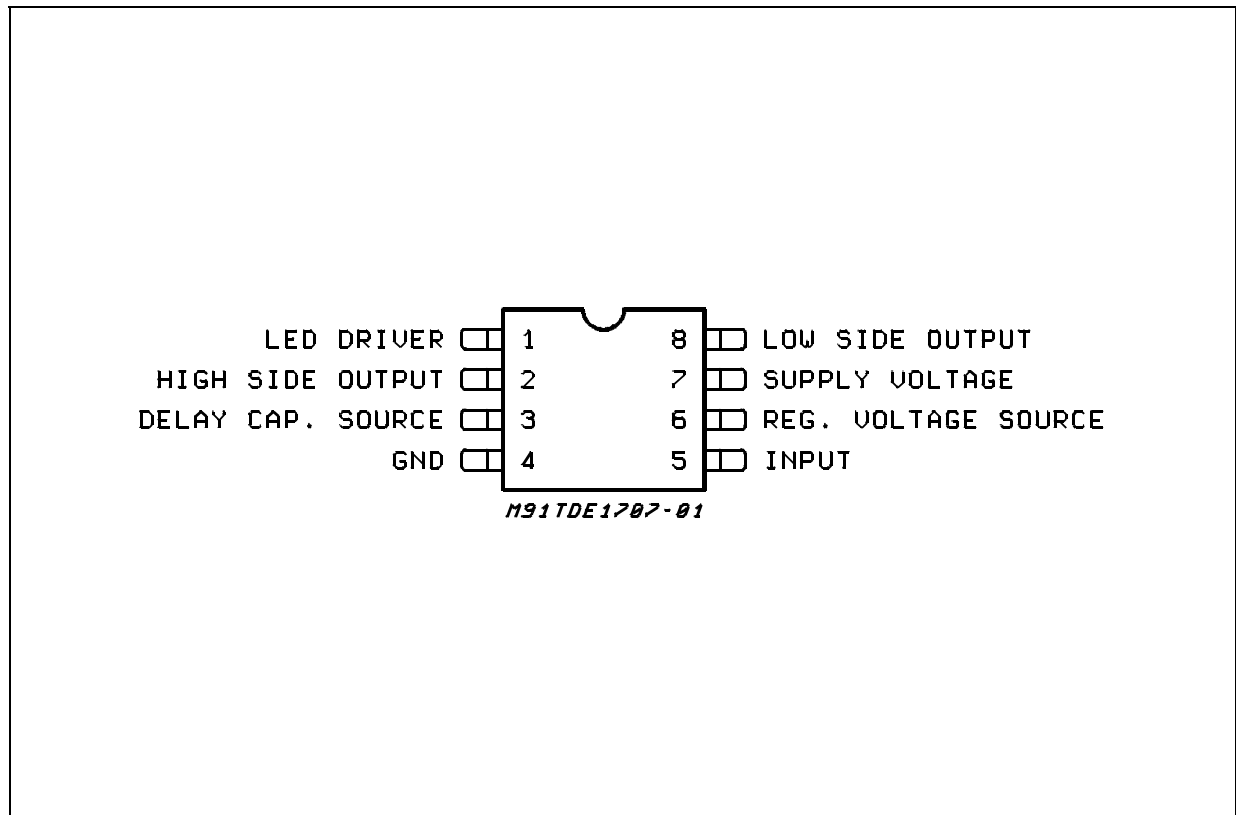 LED DRIVER 1 8 LOW SIDE OUTPUT
HIGH SIDE OUTPUT 2 7 SUPPLY VOLTAGE
DELAY CAP. SOURCE 3 6 REG. VOLTAGE SOURCE
GND 4 5 INPUT
M91TDE1707-01